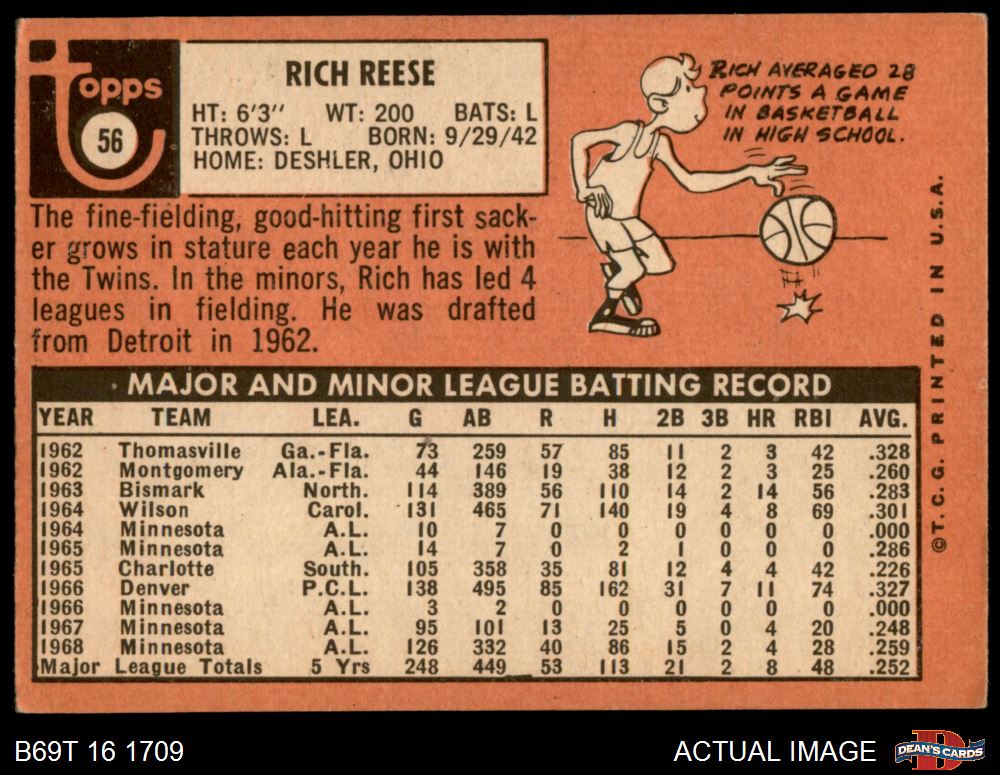 Topps
56
RICH REESE
HT: 6'3" WT: 200 BATS: L
THROWS: L BORN: 9/29/42
HOME: DESHLER, OHIO
The fine-fielding, good-hitting first sack-
er grows in stature each year he is with
the Twins. In the minors, Rich has led 4
leagues in fielding. He was drafted
from Detroit in 1962.
RICH AVERAGED 28
POINTS A GAME
IN BASKETBALL
IN HIGH SCHOOL.
MAJOR AND MINOR LEAGUE BATTING RECORD
YEAR TEAM LEA. G AB R H 2B 3B HR RBI AVG.
1962 Thomasville Ga.-Fla. 73 259 57 85 11 2 3 42 .328
1962 Montgomery Ala.-Fla. 44 146 19 38 12 2 3 25 .260
1963 Bismark North. 114 389 56 110 14 2 14 56 .283
1964 Wilson Carol. 131 465 71 140 19 4 8 69 .301
1964 Minnesota A.L. 10 7 0 0 0 0 0 0 .000
1965 Minnesota A.L. 14 7 0 2 1 0 0 0 .286
1965 Charlotte South. 105 358 35 81 12 4 4 42 .226
1966 Denver P.C.L. 138 495 85 162 31 7 11 74 .327
1966 Minnesota A.L. 3 2 0 0 0 0 0 0 .000
1967 Minnesota A.L. 95 101 13 25 5 0 4 20 .248
1968 Minnesota A.L. 126 332 40 86 15 2 4 28 .259
Major League Totals 5 Yrs 248 449 53 113 21 2 8 48 .252
©T.C.G. PRINTED IN U.S.A.
B69T 16 1709
ACTUAL IMAGE
D
DEAN'S CARDS